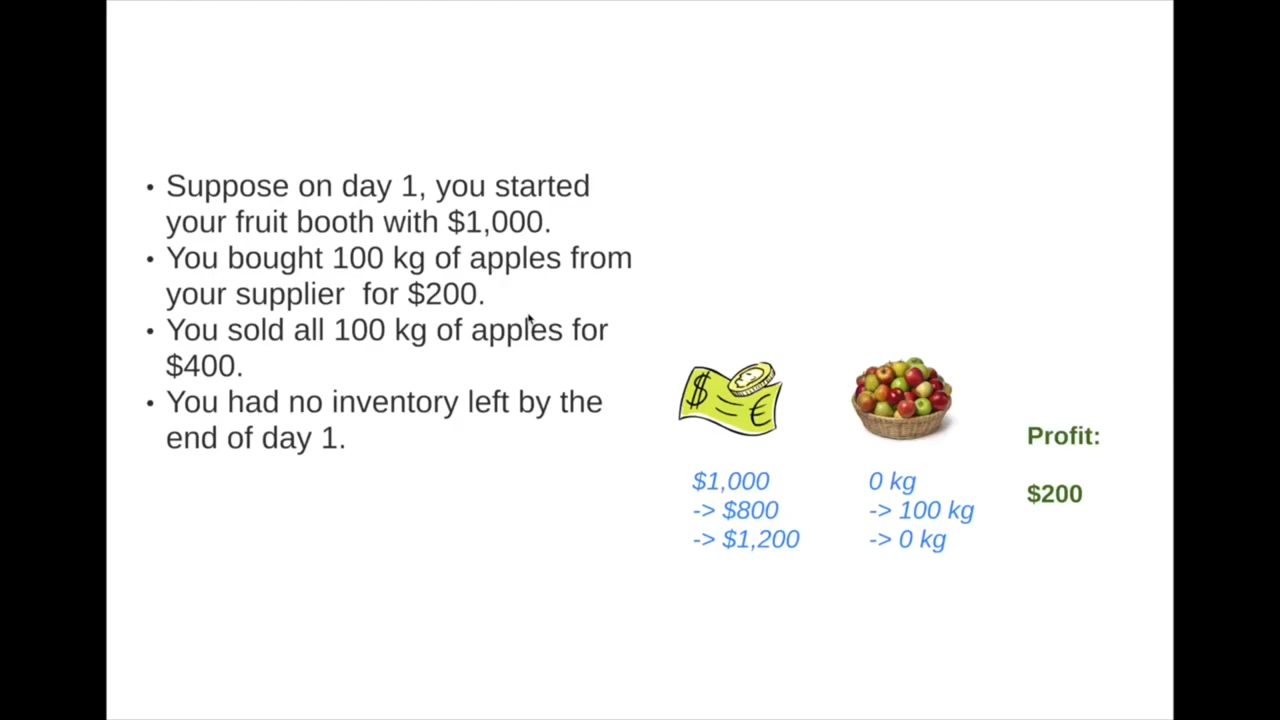 • Suppose on day 1, you started
your fruit booth with $1,000.
• You bought 100 kg of apples from
your supplier  for $200.
• You sold all 100 kg of apples for
$400.
• You had no inventory left by the
end of day 1.
$ = €
Profit:
$1,000
-> $800
-> $1,200
0 kg
-> 100 kg
-> 0 kg
$200